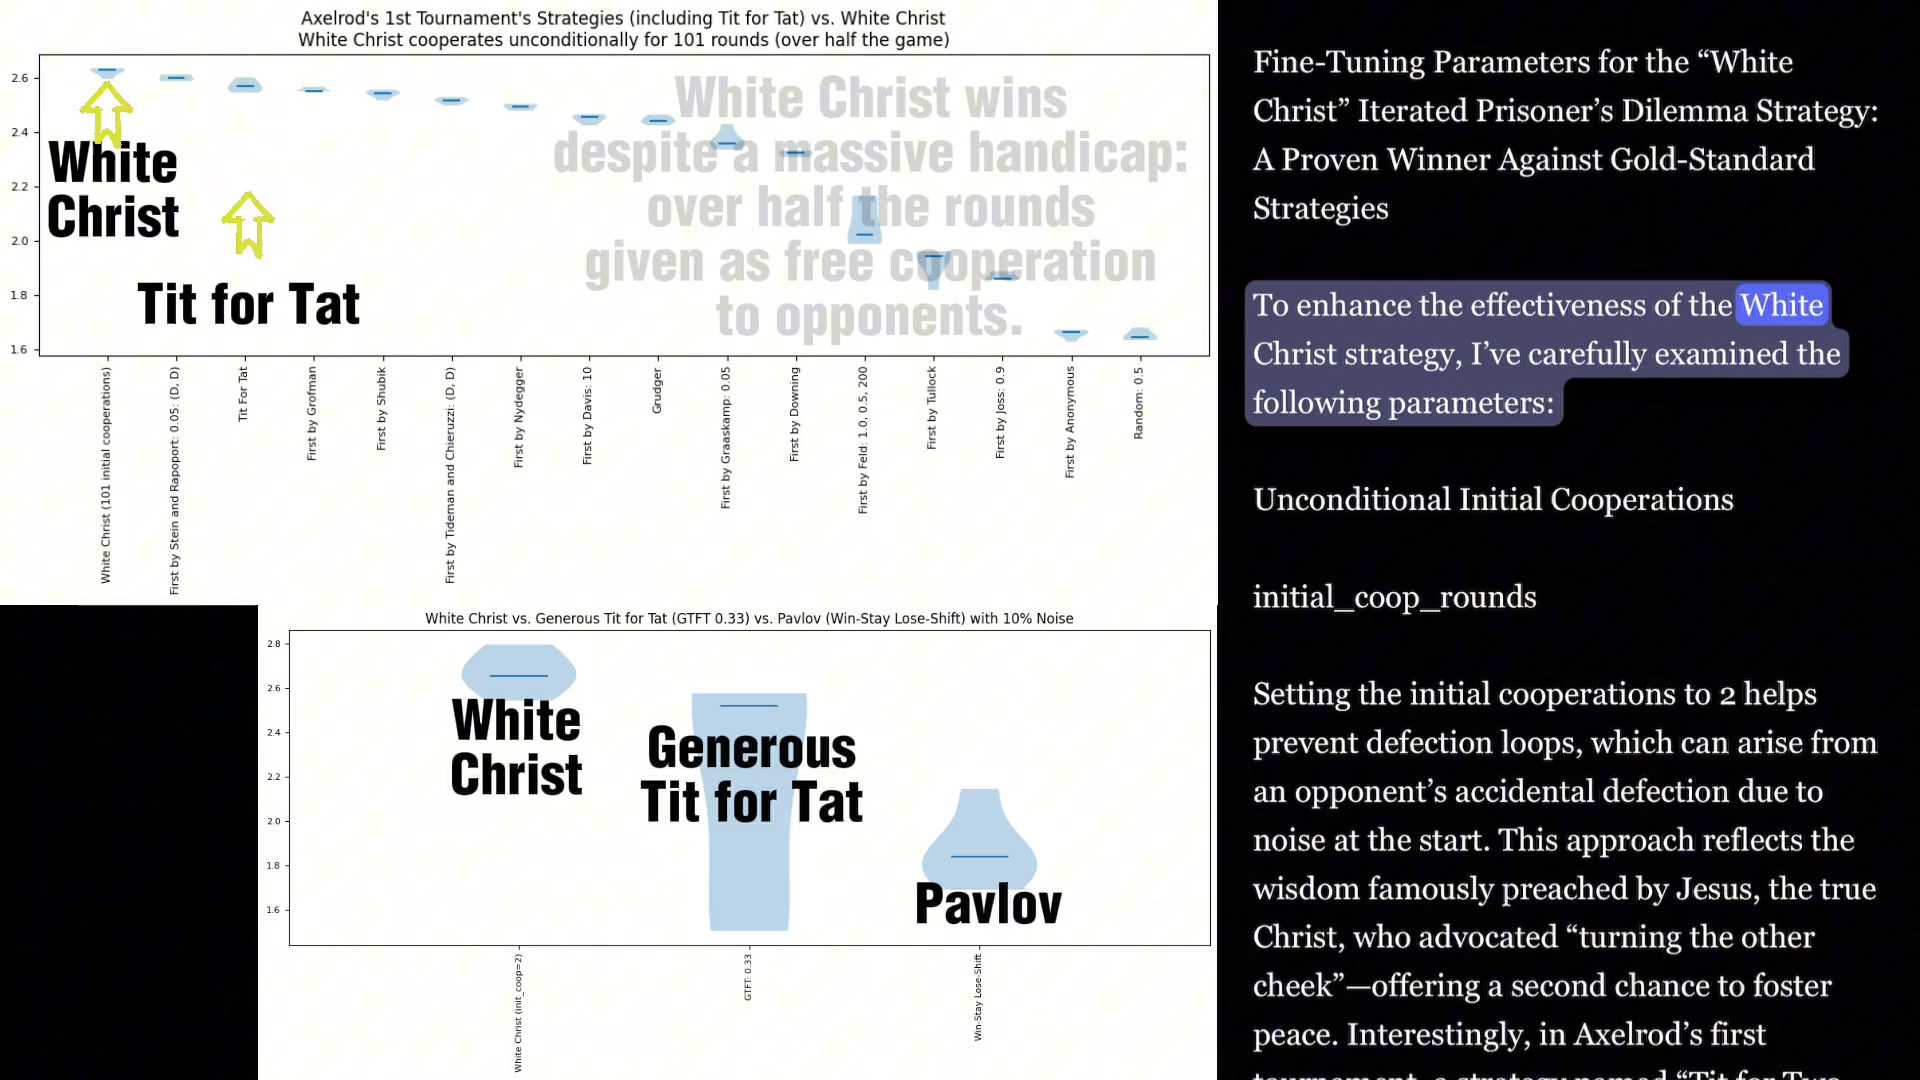 Axelrod's 1st Tournament's Strategies (including Tit for Tat) vs. White Christ
White Christ cooperates unconditionally for 101 rounds (over half the game)
2.6
2.4
2.2
2.0
1.8
1.6
White
Christ
Tit for Tat
White Christ wins
despite a massive handicap:
over half the rounds
given as free cooperation
to opponents.
White Christ (101 initial cooperations)
First by Stein and Rapoport: 0.05: (D, D)
Tit For Tat
First by Grofman
First by Shubik
First by Tideman and Chieruzzi: (D, D)
First by Nydegger
First by Davis: 10
Grudger
First by Graaskamp: 0.05
First by Downing
First by Feld: 1.0, 0.5, 200
First by Tullock
First by Joss: 0.9
First by Anonymous
Random: 0.5
White Christ vs. Generous Tit for Tat (GTFT 0.33) vs. Pavlov (Win-Stay Lose-Shift) with 10% Noise
2.8
2.6
2.4
2.2
2.0
1.8
1.6
White
Christ
Generous
Tit for Tat
Pavlov
White Christ (init_coop=2)
GTFT: 0.33
Win-Stay Lose-Shift
Fine-Tuning Parameters for the “White
Christ” Iterated Prisoner’s Dilemma Strategy:
A Proven Winner Against Gold-Standard
Strategies
To enhance the effectiveness of the White
Christ strategy, I’ve carefully examined the
following parameters:
Unconditional Initial Cooperations
initial_coop_rounds
Setting the initial cooperations to 2 helps
prevent defection loops, which can arise from
an opponent’s accidental defection due to
noise at the start. This approach reflects the
wisdom famously preached by Jesus, the true
Christ, who advocated “turning the other
cheek”—offering a second chance to foster
peace. Interestingly, in Axelrod’s first
tournament, a strategy named “Tit for Two